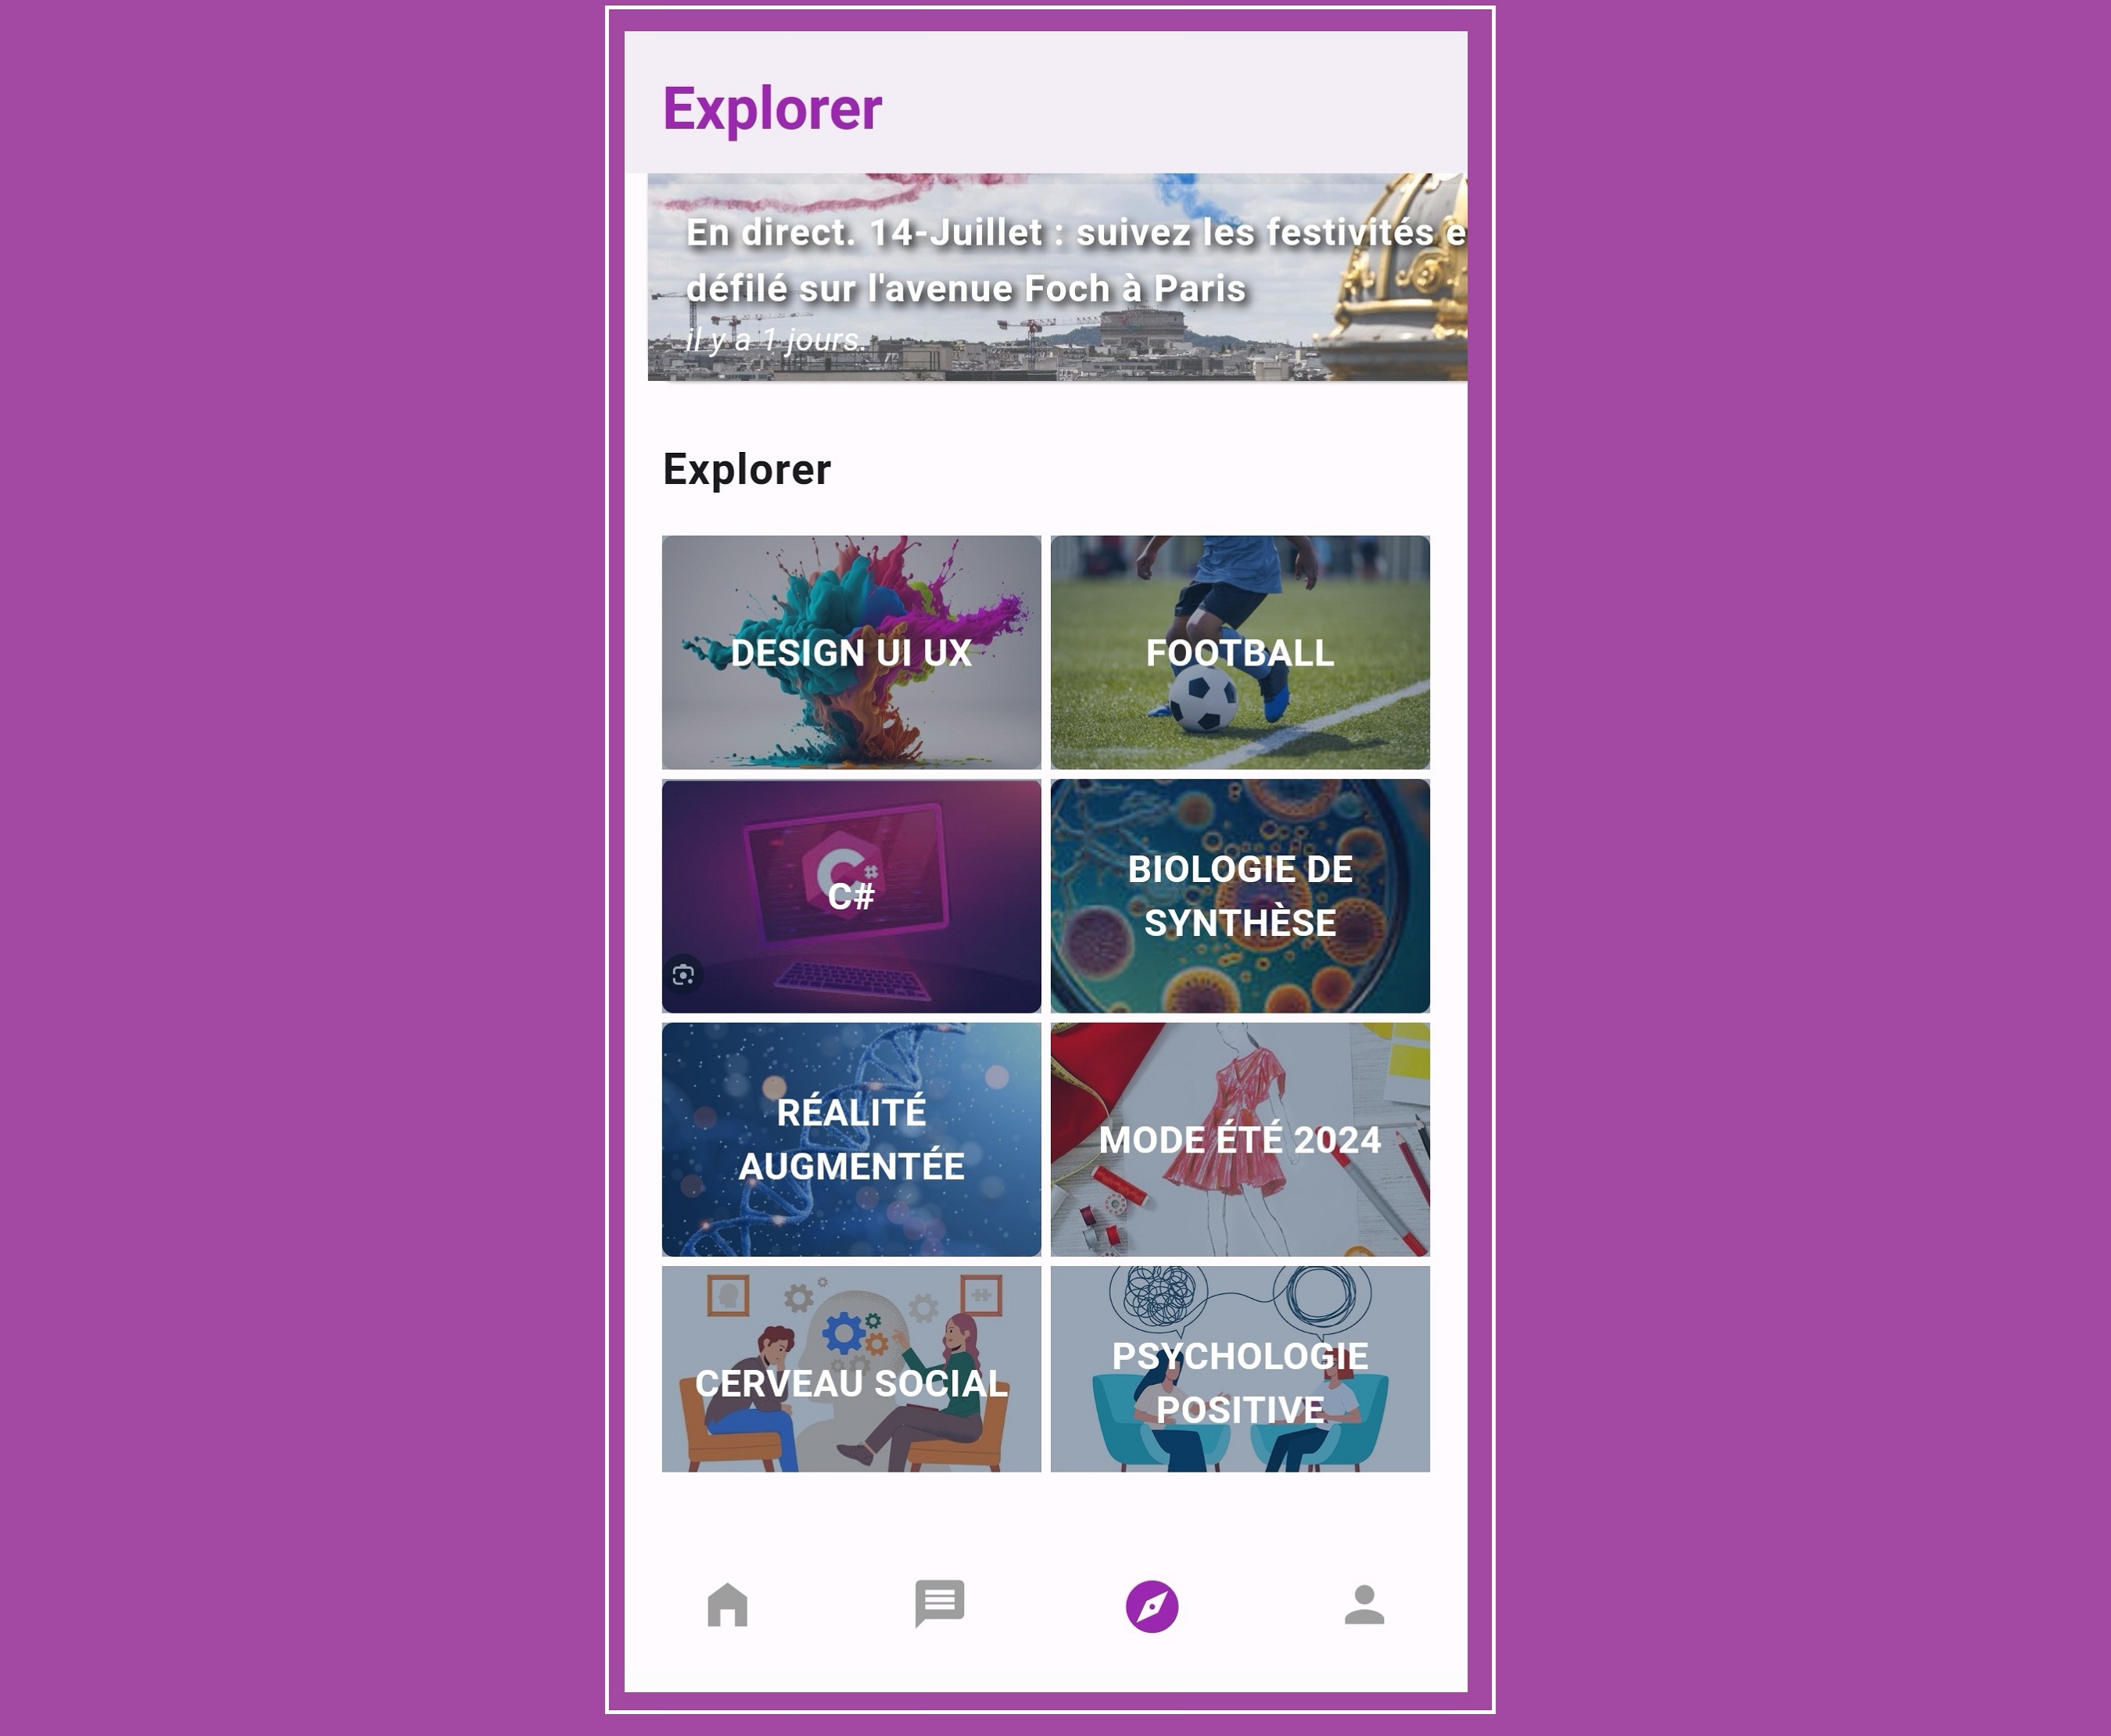 Explorer
En direct. 14-Juillet : suivez les festivités e
défilé sur l'avenue Foch à Paris
il y a 1 jours.
Explorer
DESIGN UI UX
FOOTBALL
C#
C#
BIOLOGIE DE
SYNTHÈSE
RÉALITÉ
AUGMENTÉE
MODE ÉTÉ 2024
CERVEAU SOCIAL
PSYCHOLOGIE
POSITIVE